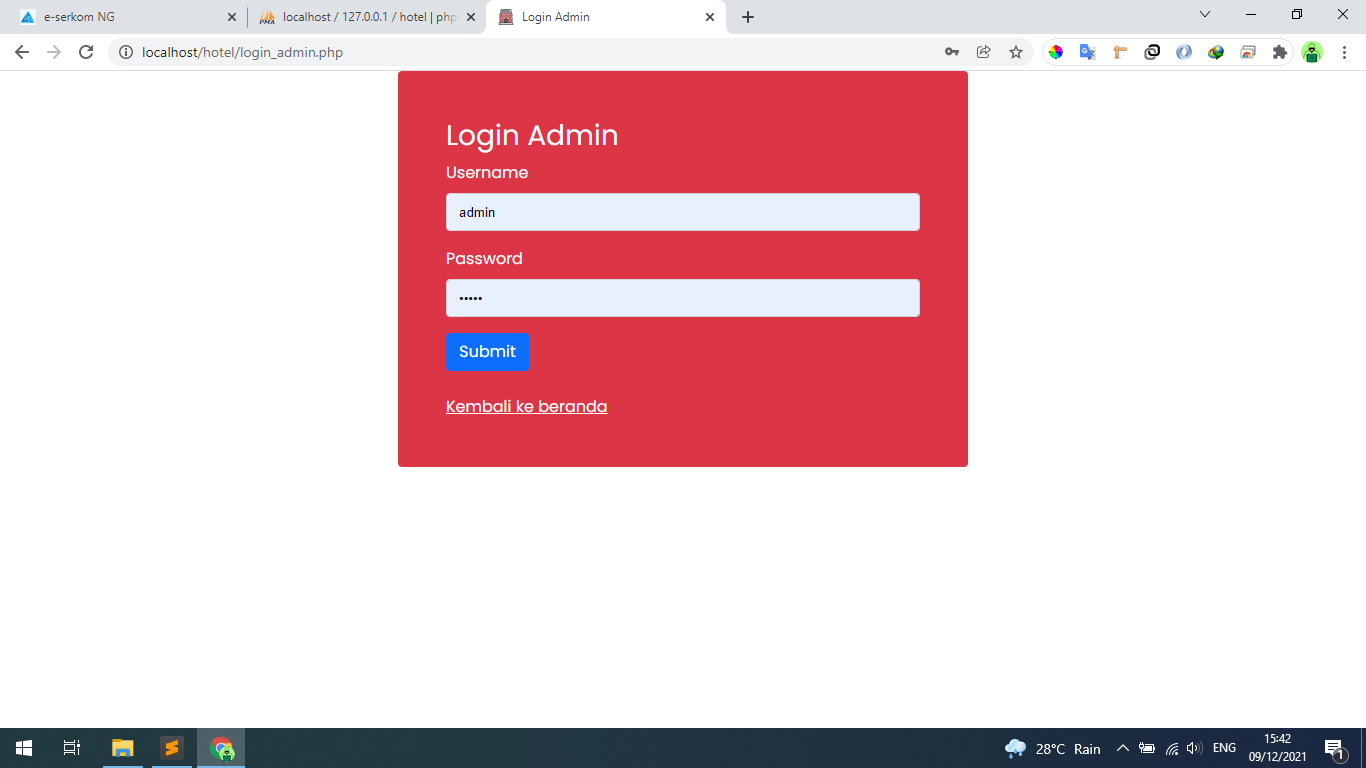 e-serkom NG
localhost / 127.0.0.1 / hotel | php
Login Admin
localhost/hotel/login_admin.php
Login Admin
Username
admin
Password
•••••
Submit
Kembali ke beranda
28°C Rain
ENG
15:42
09/12/2021
1